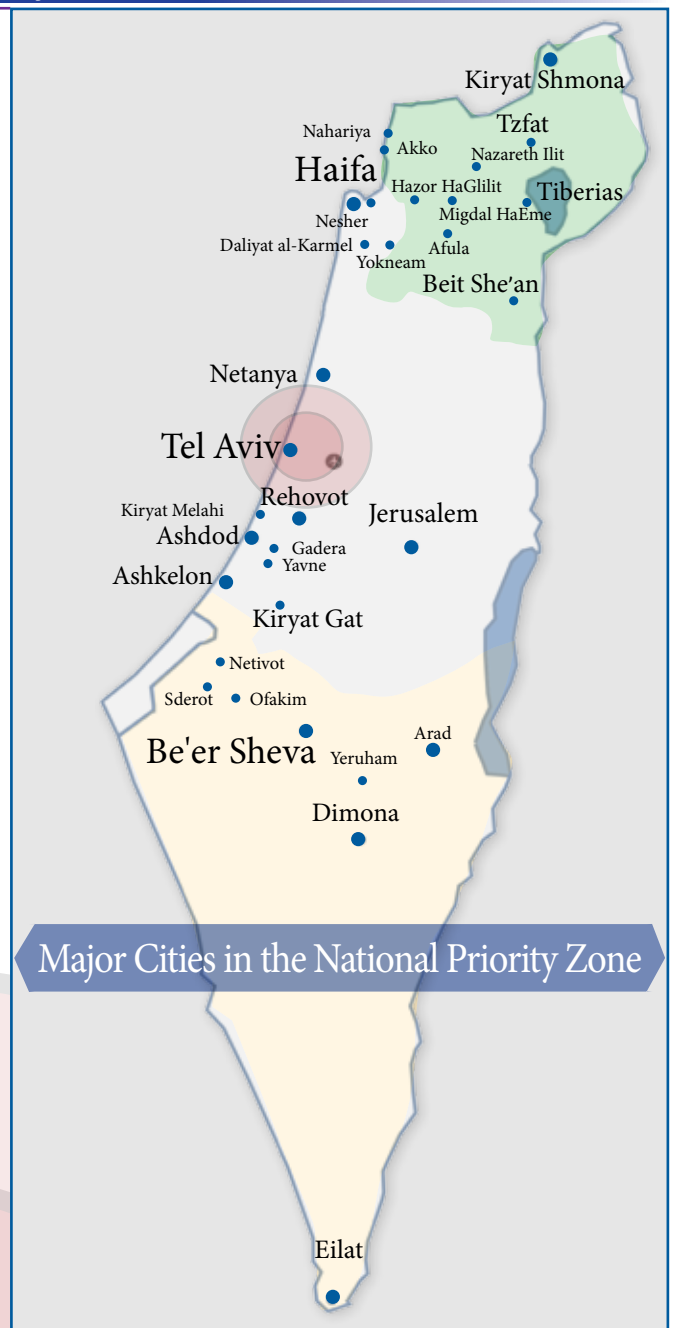 Kiryat Shmona
Tzfat
Nahariya
Akko
Nazareth Ilit
Haifa
Hazor HaGlilit
Tiberias
Migdal HaEme
Nesher
Daliyat al-Karmel
Afula
Yokneam
Beit She'an
Netanya
Tel Aviv
Rehovot
Kiryat Melahi
Jerusalem
Ashdod
Gadera
Yavne
Ashkelon
Kiryat Gat
Netivot
Sderot
Ofakim
Be'er Sheva
Arad
Yeruham
Dimona
Major Cities in the National Priority Zone
Eilat